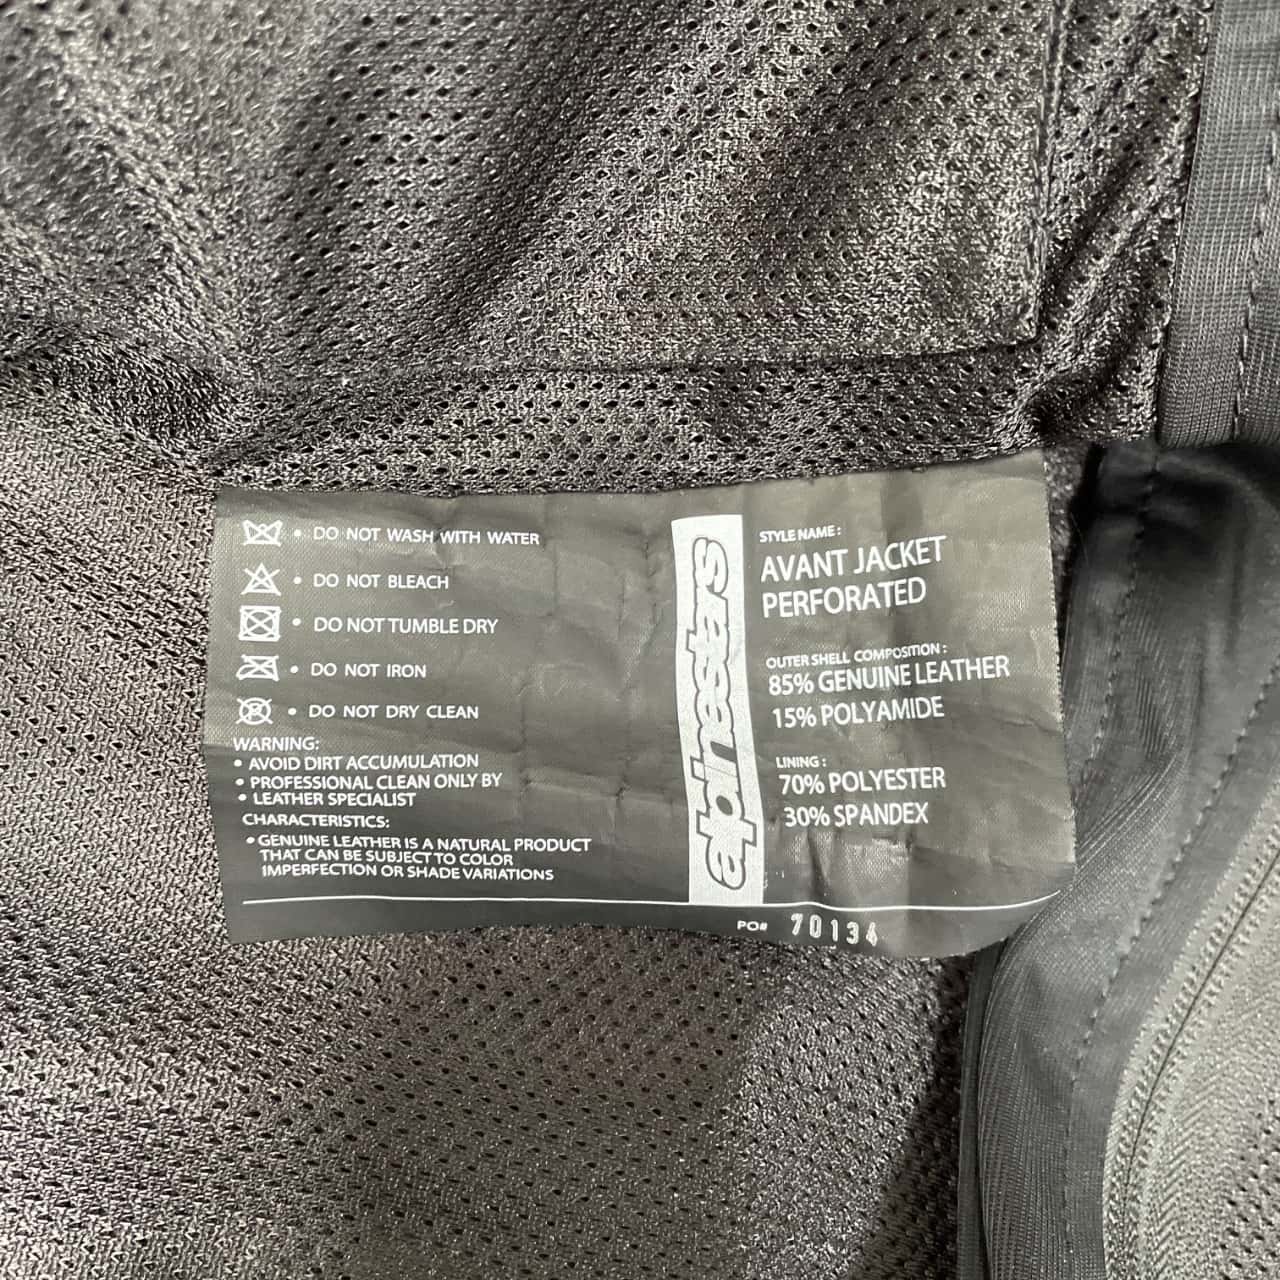 • DO NOT WASH WITH WATER
• DO NOT BLEACH
• DO NOT TUMBLE DRY
• DO NOT IRON
• DO NOT DRY CLEAN
WARNING:
• AVOID DIRT ACCUMULATION
• PROFESSIONAL CLEAN ONLY BY
• LEATHER SPECIALIST
CHARACTERISTICS:
• GENUINE LEATHER IS A NATURAL PRODUCT
THAT CAN BE SUBJECT TO COLOR
IMPERFECTION OR SHADE VARIATIONS
alpinestars
STYLE NAME :
AVANT JACKET
PERFORATED
OUTER SHELL COMPOSITION :
85% GENUINE LEATHER
15% POLYAMIDE
LINING :
70% POLYESTER
30% SPANDEX
PO# 70134